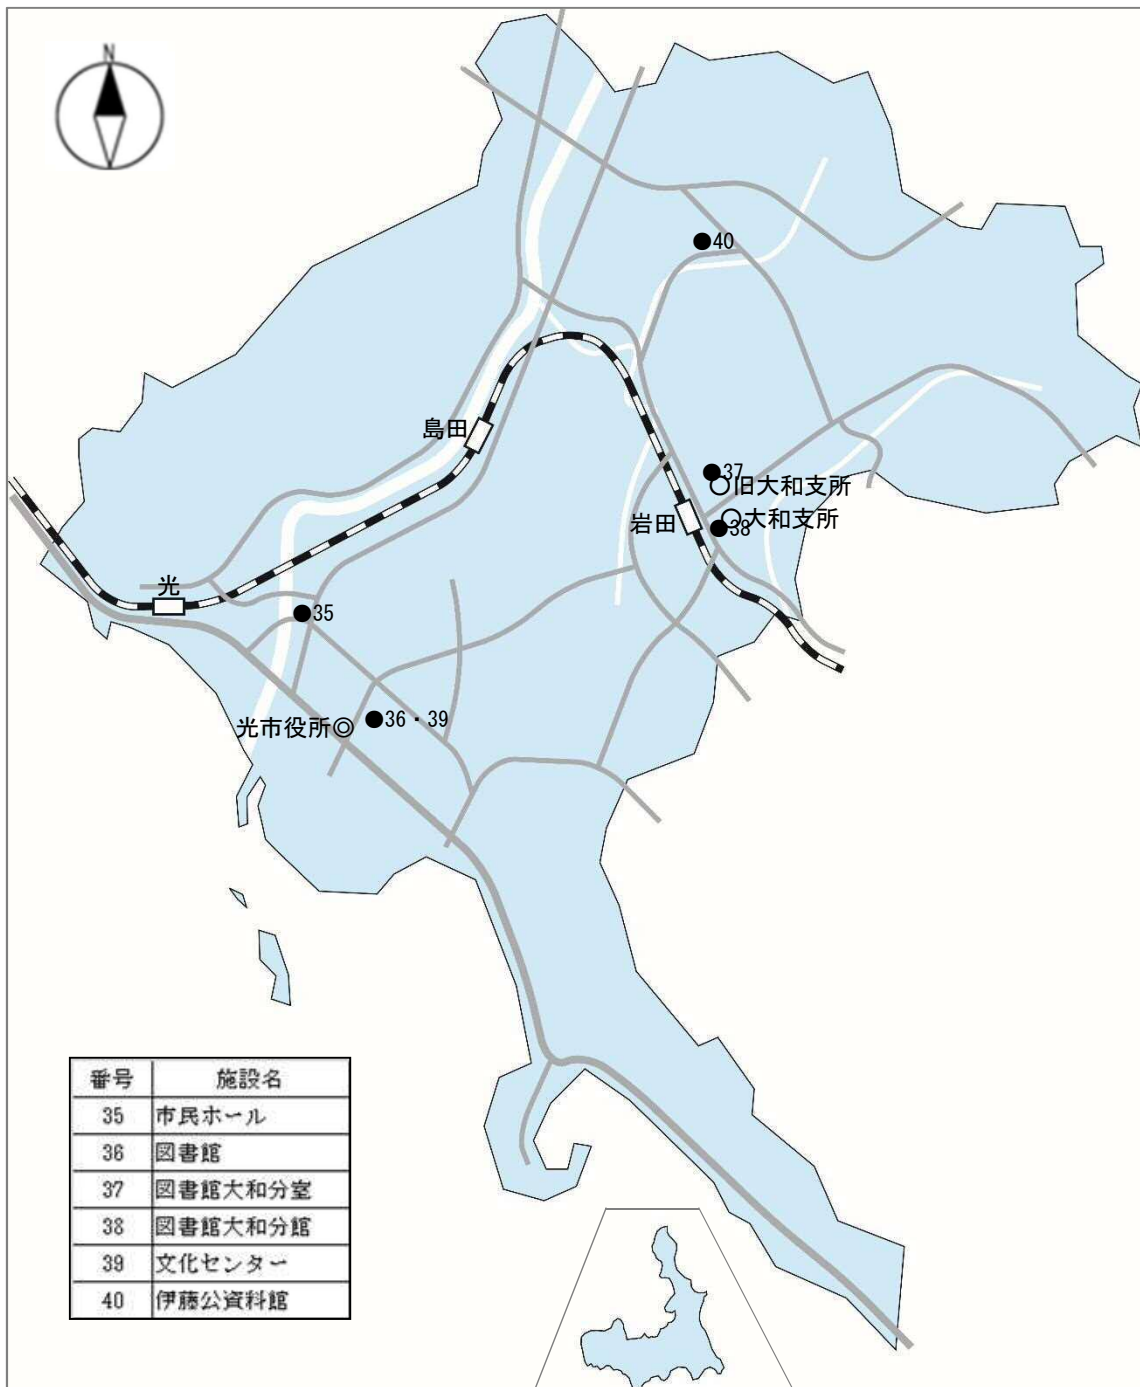 N
●40
島田
●37
○旧大和支所
○大和支所
岩田
●38
光
●35
光市役所◎
●36・39
番号 施設名
35 市民ホール
36 図書館
37 図書館大和分室
38 図書館大和分館
39 文化センター
40 伊藤公資料館